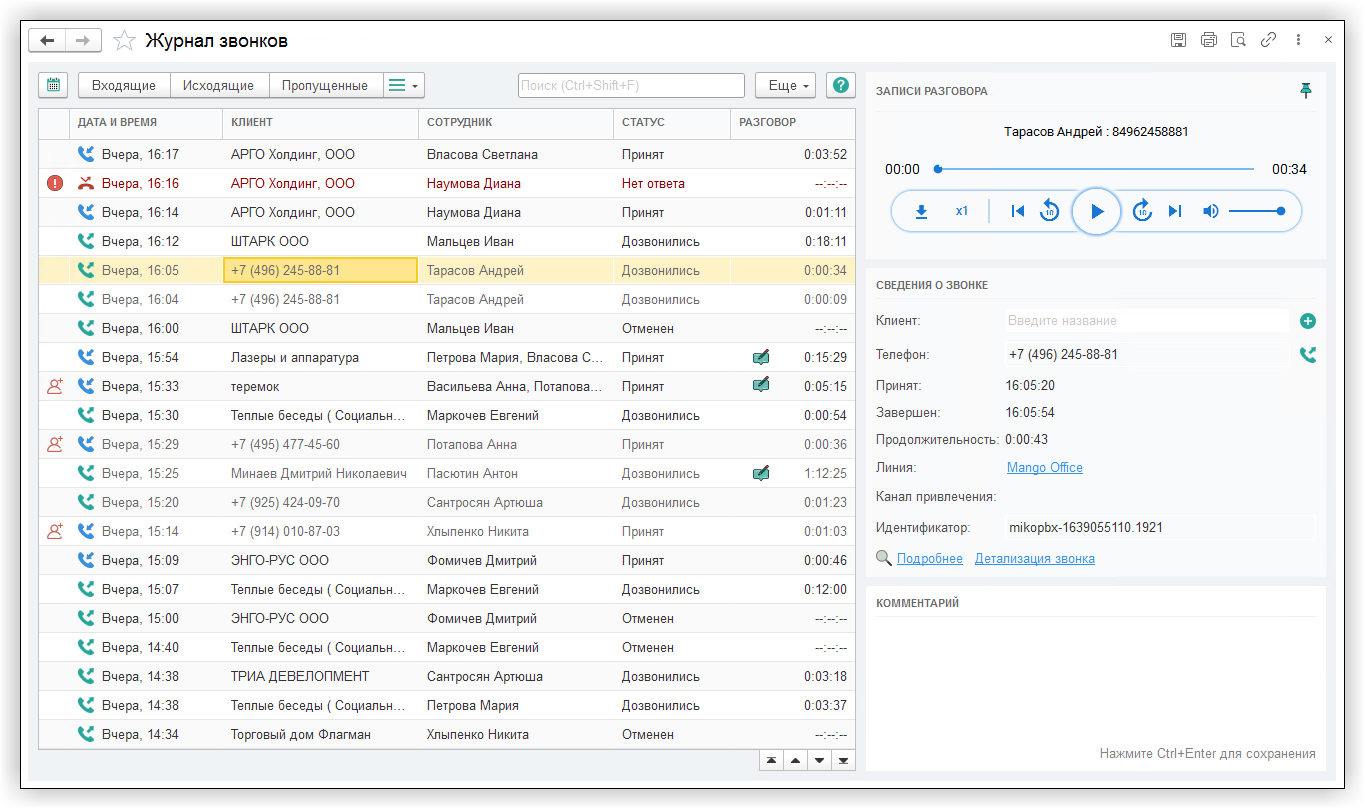 Журнал звонков
Входящие Исходящие Пропущенные Поиск (Ctrl+Shift+F) Еще ?
ДАТА И ВРЕМЯ КЛИЕНТ СОТРУДНИК СТАТУС РАЗГОВОР
Вчера, 16:17 АРГО Холдинг, ООО Власова Светлана Принят 0:03:52
Вчера, 16:16 АРГО Холдинг, ООО Наумова Диана Нет ответа --:--:--
Вчера, 16:14 АРГО Холдинг, ООО Наумова Диана Принят 0:01:11
Вчера, 16:12 ШТАРК ООО Мальцев Иван Дозвонились 0:18:11
Вчера, 16:05 +7 (496) 245-88-81 Тарасов Андрей Дозвонились 0:00:34
Вчера, 16:04 +7 (496) 245-88-81 Тарасов Андрей Дозвонились 0:00:09
Вчера, 16:00 ШТАРК ООО Мальцев Иван Отменен --:--:--
Вчера, 15:54 Лазеры и аппаратура Петрова Мария, Власова С... Принят 0:15:29
Вчера, 15:33 теремок Васильева Анна, Потапова... Принят 0:05:15
Вчера, 15:30 Теплые беседы ( Социальн... Маркочев Евгений Дозвонились 0:00:54
Вчера, 15:29 +7 (495) 477-45-60 Потапова Анна Принят 0:00:36
Вчера, 15:25 Минаев Дмитрий Николаевич Пасютин Антон Дозвонились 1:12:25
Вчера, 15:20 +7 (925) 424-09-70 Сантросян Артюша Дозвонились 0:01:23
Вчера, 15:14 +7 (914) 010-87-03 Хлыпенко Никита Принят 0:01:03
Вчера, 15:09 ЭНГО-РУС ООО Фомичев Дмитрий Принят 0:00:46
Вчера, 15:07 Теплые беседы ( Социальн... Маркочев Евгений Дозвонились 0:12:00
Вчера, 15:00 ЭНГО-РУС ООО Фомичев Дмитрий Отменен --:--:--
Вчера, 14:40 Теплые беседы ( Социальн... Маркочев Евгений Отменен --:--:--
Вчера, 14:38 ТРИА ДЕВЕЛОПМЕНТ Сантросян Артюша Дозвонились 0:03:18
Вчера, 14:38 Теплые беседы ( Социальн... Петрова Мария Дозвонились 0:03:37
Вчера, 14:34 Торговый дом Флагман Хлыпенко Никита Отменен --:--:--
ЗАПИСИ РАЗГОВОРА
Тарасов Андрей : 84962458881
00:00 00:34
x1 10 10
СВЕДЕНИЯ О ЗВОНКЕ
Клиент: Введите название
Телефон: +7 (496) 245-88-81
Принят: 16:05:20
Завершен: 16:05:54
Продолжительность: 0:00:43
Линия: Mango Office
Канал привлечения:
Идентификатор: mikopbx-1639055110.1921
Подробнее Детализация звонка
КОММЕНТАРИЙ
Нажмите Ctrl+Enter для сохранения